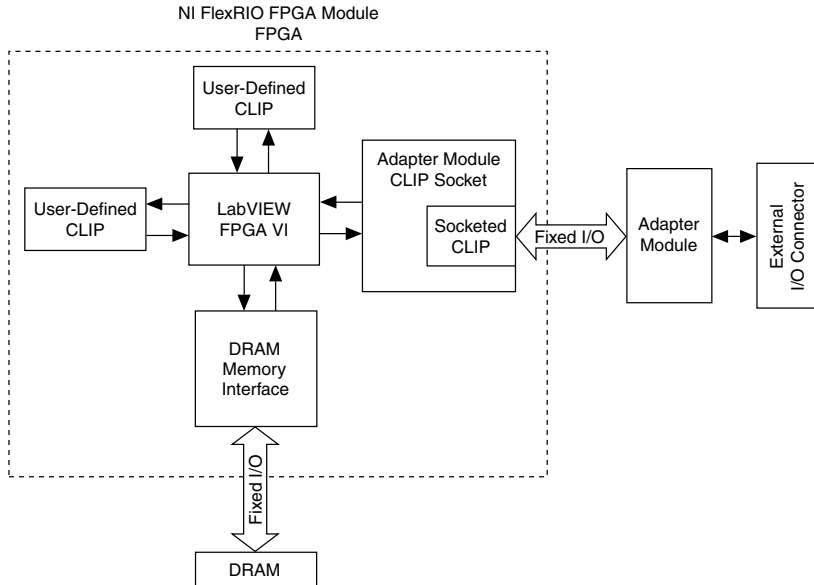 NI FlexRIO FPGA Module
FPGA
User-Defined
CLIP
User-Defined
CLIP
LabVIEW
FPGA VI
Adapter Module
CLIP Socket
Socketed
CLIP
Fixed I/O
Adapter
Module
External
I/O Connector
DRAM
Memory
Interface
Fixed I/O
DRAM